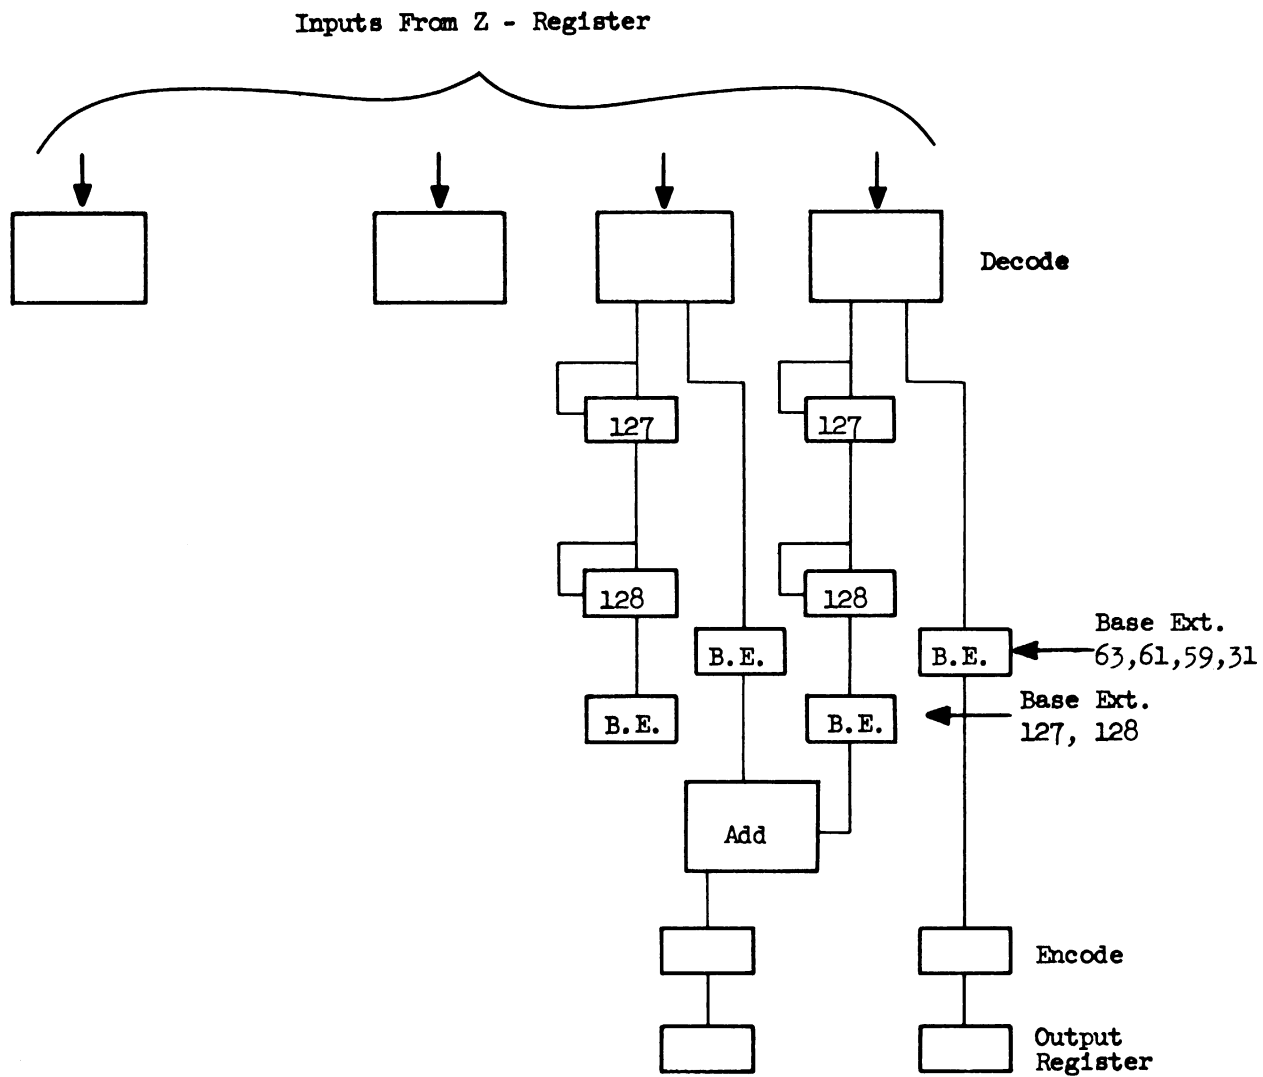 Inputs From Z - Register
Decode
127
127
128
128
B.E.
B.E.
Base Ext.
63,61,59,31
B.E.
B.E.
Base Ext.
127, 128
Add
Encode
Output
Register